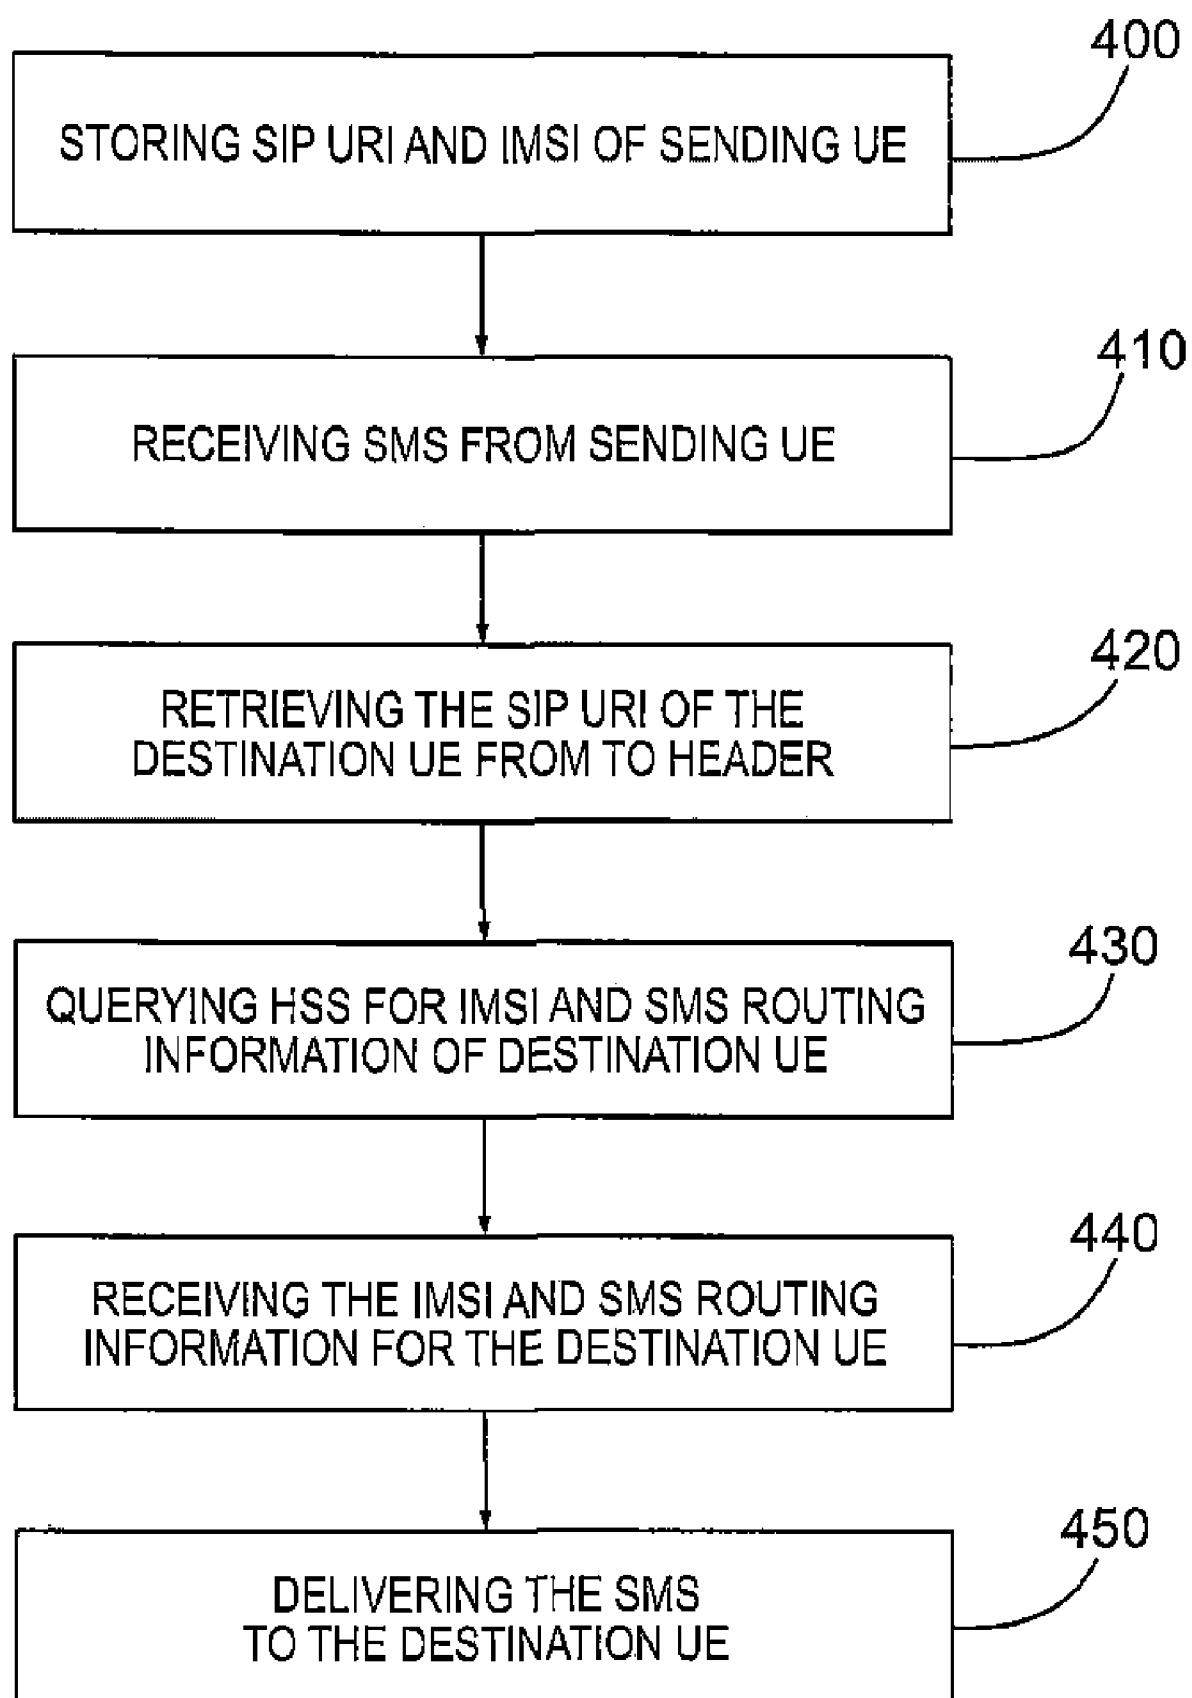 400
STORING SIP URI AND IMSI OF SENDING UE
410
RECEIVING SMS FROM SENDING UE
420
RETRIEVING THE SIP URI OF THE
DESTINATION UE FROM TO HEADER
430
QUERYING HSS FOR IMSI AND SMS ROUTING
INFORMATION OF DESTINATION UE
440
RECEIVING THE IMSI AND SMS ROUTING
INFORMATION FOR THE DESTINATION UE
450
DELIVERING THE SMS
TO THE DESTINATION UE